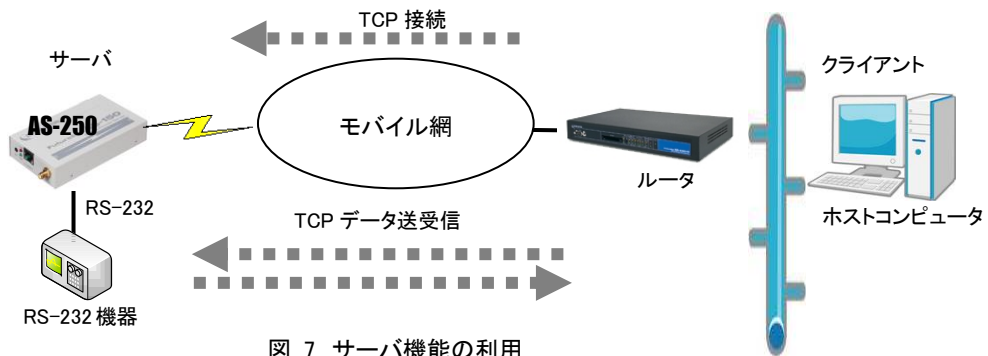 TCP 接続
サーバ
クライアント
AS-250
モバイル網
ルータ
RS-232
TCP データ送受信
ホストコンピュータ
RS-232 機器
図 7 サーバ機能の利用